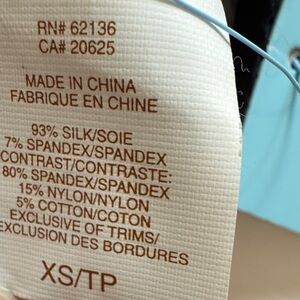 RN# 62136
CA# 20625
MADE IN CHINA
FABRIQUE EN CHINE
93% SILK/SOIE
7% SPANDEX/SPANDEX
CONTRAST/CONTRASTE:
80% SPANDEX/SPANDEX
15% NYLON/NYLON
5% COTTON/COTON
EXCLUSIVE OF TRIMS/
EXCLUSION DES BORDURES
XS/TP